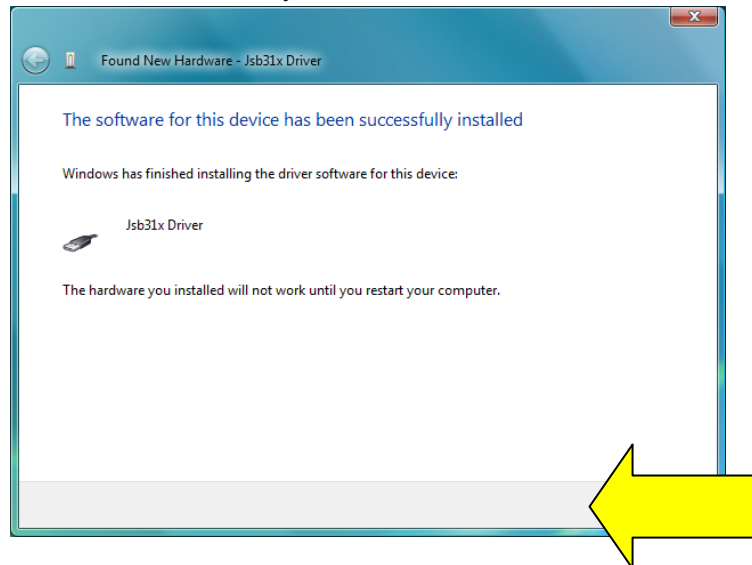 Found New Hardware - Jsb31x Driver
The software for this device has been successfully installed
Windows has finished installing the driver software for this device:
Jsb31x Driver
The hardware you installed will not work until you restart your computer.